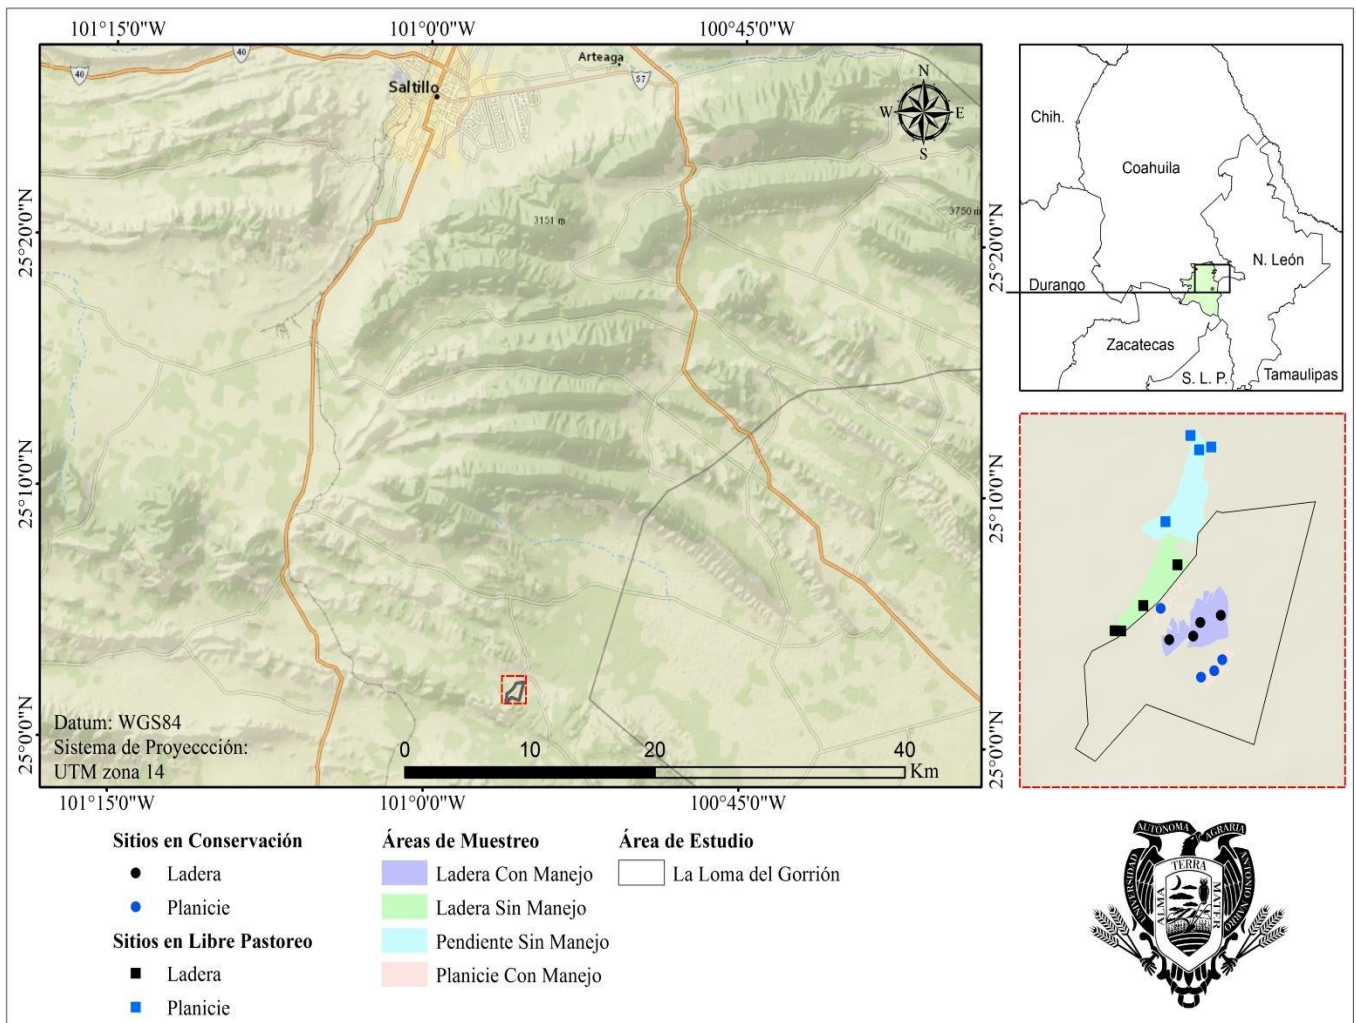 101°15'0"W
101°0'0"W
100°45'0"W
40
40
57
Arteaga
Saltillo
N
W
E
S
3151 m
3750 m
25°20'0"N
25°10'0"N
25°0'0"N
Datum: WGS84
Sistema de Proyeccción:
UTM zona 14
0 10 20 40
Km
101°15'0"W
101°0'0"W
100°45'0"W
25°20'0"N
25°10'0"N
25°0'0"N
Chih.
Coahuila
N. León
Durango
Zacatecas
S. L. P.
Tamaulipas
Sitios en Conservación
Ladera
Planicie
Sitios en Libre Pastoreo
Ladera
Planicie
Áreas de Muestreo
Ladera Con Manejo
Ladera Sin Manejo
Pendiente Sin Manejo
Planicie Con Manejo
Área de Estudio
La Loma del Gorrión
UNIVERSIDAD
AUTONOMA
AGRARIA
ANTONIO NARRO
ALMA
TERRA
MATER